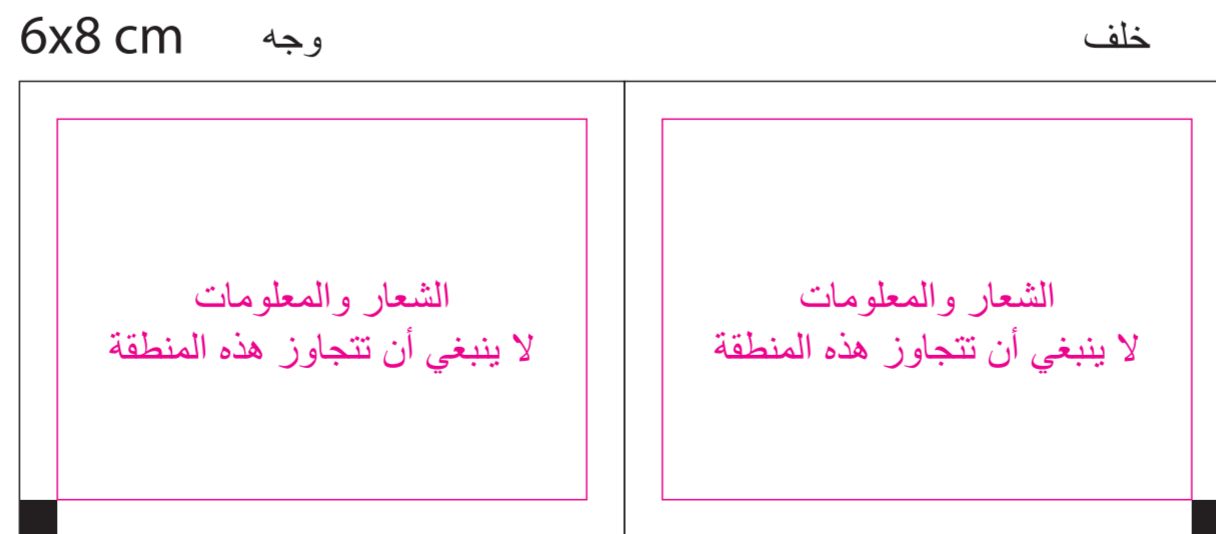 6x8 cm وجه
خلف
الشعار والمعلومات
لا ينبغي أن تتجاوز هذه المنطقة
الشعار والمعلومات
لا ينبغي أن تتجاوز هذه المنطقة